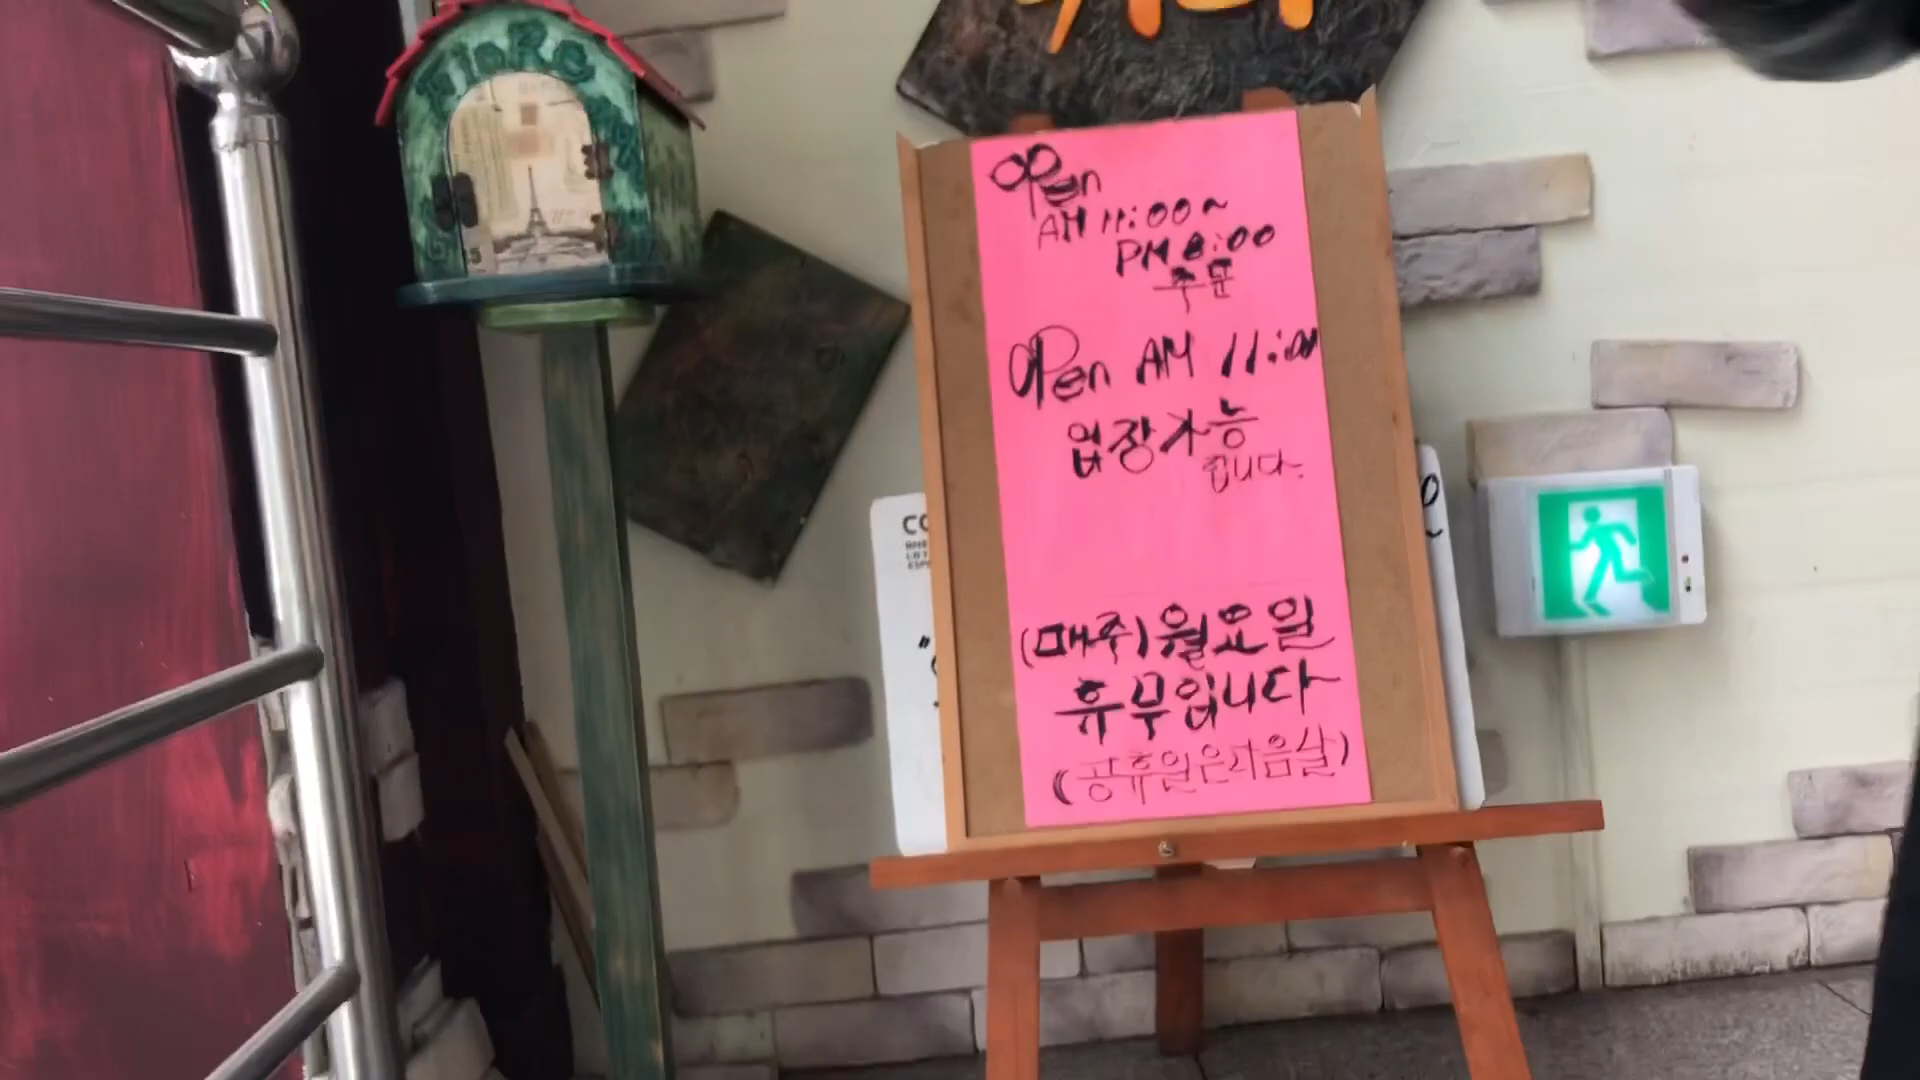 Open
AM 11:00~
PM 8:00
주문
Open AM 11:00
입장가능
합니다.
(매주) 월요일
휴무입니다
(공휴일은 다음날)
CO